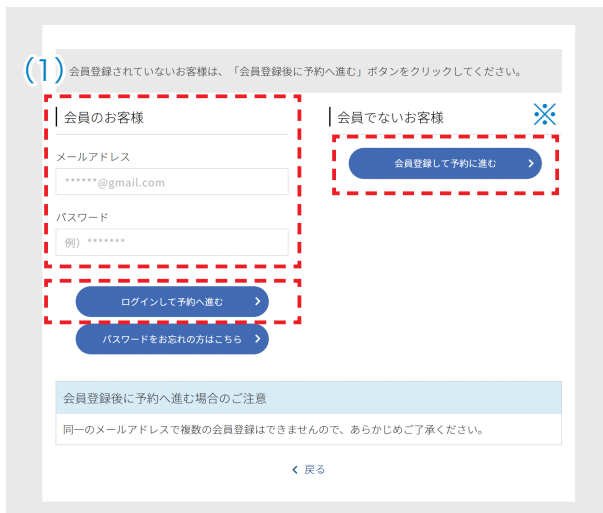 (1)
会員登録されていないお客様は、「会員登録後に予約へ進む」ボタンをクリックしてください。
会員のお客様
メールアドレス
******@gmail.com
パスワード
例）*******
ログインして予約へ進む
パスワードをお忘れの方はこちら
会員でないお客様
※
会員登録して予約に進む
会員登録後に予約へ進む場合のご注意
同一のメールアドレスで複数の会員登録はできませんので、あらかじめご了承ください。
戻る